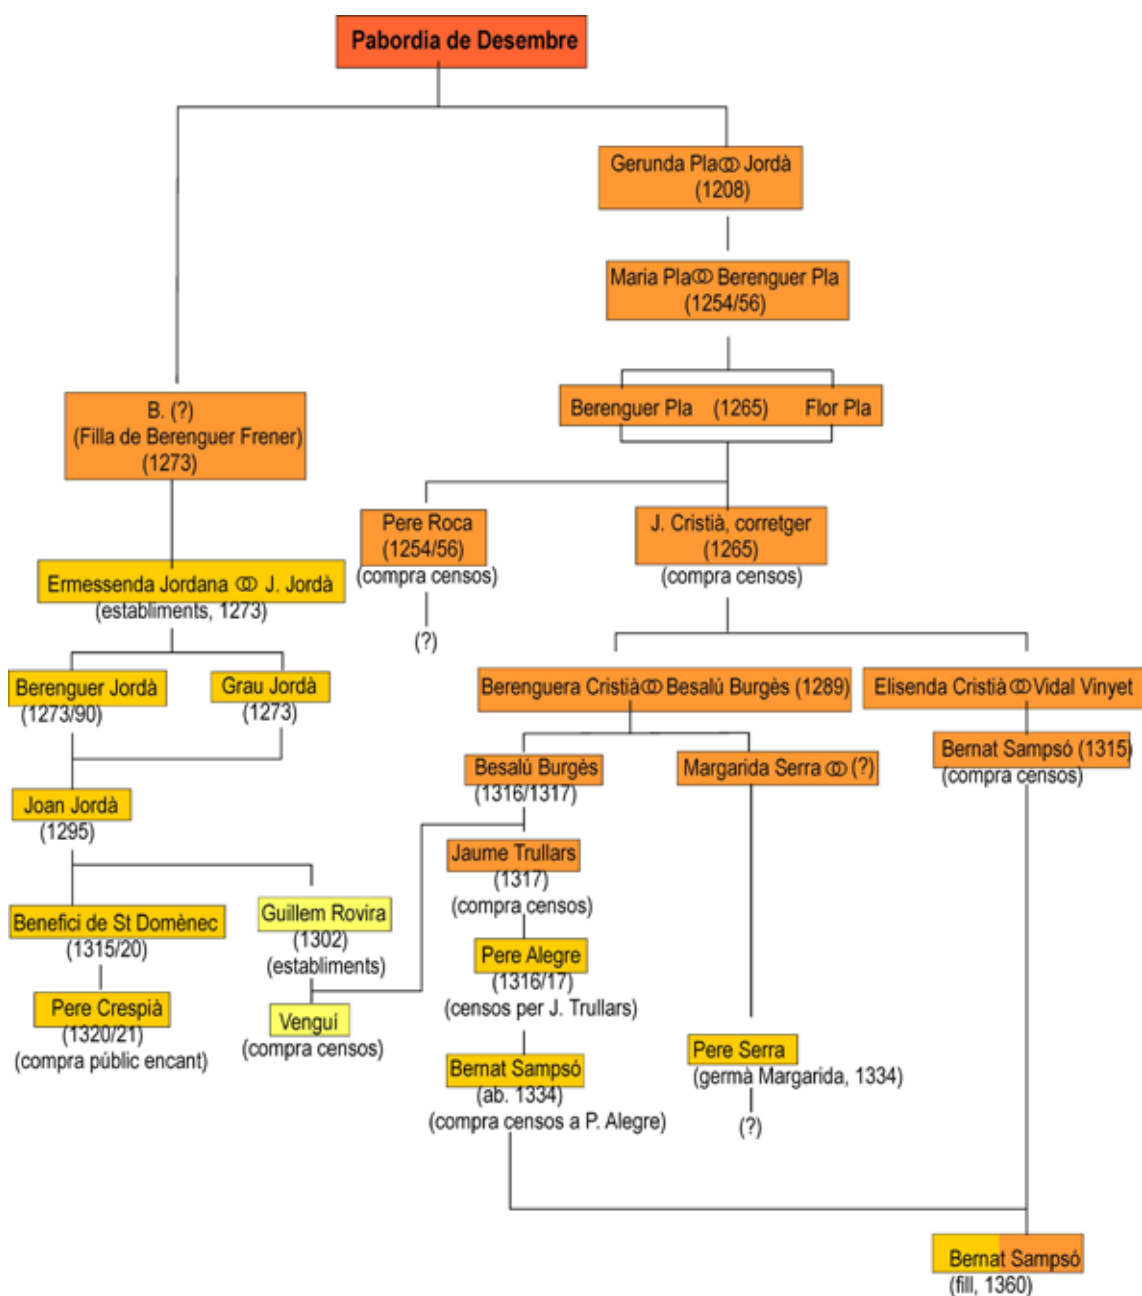 Pabordia de Desembre
Gerunda Pla Jordà
(1208)
Maria Pla Berenguer Pla
(1254/56)
B. (?)
(Filla de Berenguer Frener)
(1273)
Berenguer Pla (1265) Flor Pla
Pere Roca
(1254/56)
(compra censos)
(?)
J. Cristià, corretger
(1265)
(compra censos)
Ermessenda Jordana J. Jordà
(establiments, 1273)
Berenguer Jordà
(1273/90)
Grau Jordà
(1273)
Berenguera Cristià Besalú Burgès (1289)
Elisenda Cristià Vidal Vinyet
Besalú Burgès
(1316/1317)
Margarida Serra (?)
Bernat Sampsó (1315)
(compra censos)
Joan Jordà
(1295)
Jaume Trullars
(1317)
(compra censos)
Benefici de St Domènec
(1315/20)
Guillem Rovira
(1302)
(establiments)
Pere Alegre
(1316/17)
(censos per J. Trullars)
Pere Crespià
(1320/21)
(compra públic encant)
Venguí
(compra censos)
Bernat Sampsó
(ab. 1334)
(compra censos a P. Alegre)
Pere Serra
(germà Margarida, 1334)
(?)
Bernat Sampsó
(fill, 1360)